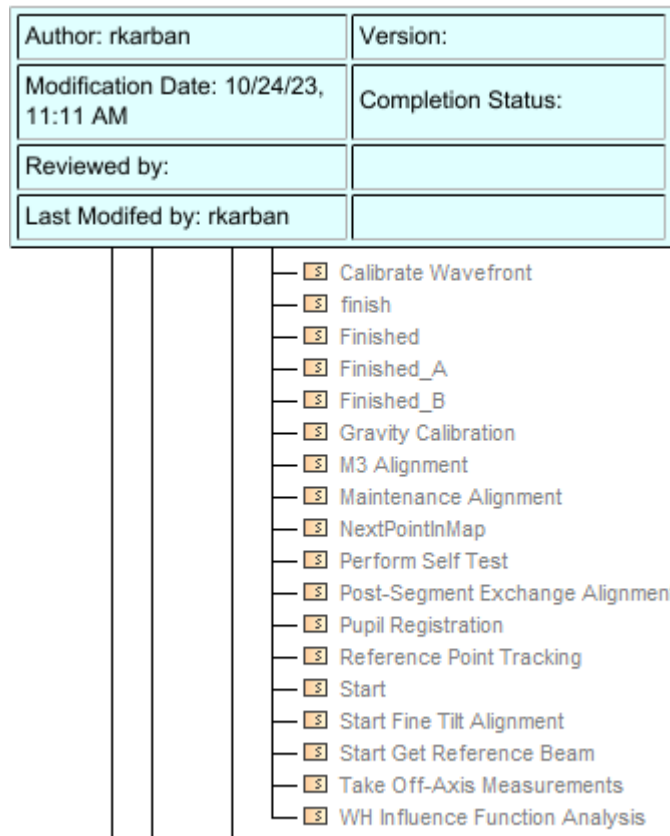 Author: rkarban
Version:
Modification Date: 10/24/23,
11:11 AM
Completion Status:
Reviewed by:
Last Modifed by: rkarban
S Calibrate Wavefront
S finish
S Finished
S Finished_A
S Finished_B
S Gravity Calibration
S M3 Alignment
S Maintenance Alignment
S NextPointInMap
S Perform Self Test
S Post-Segment Exchange Alignmen
S Pupil Registration
S Reference Point Tracking
S Start
S Start Fine Tilt Alignment
S Start Get Reference Beam
S Take Off-Axis Measurements
S WH Influence Function Analysis